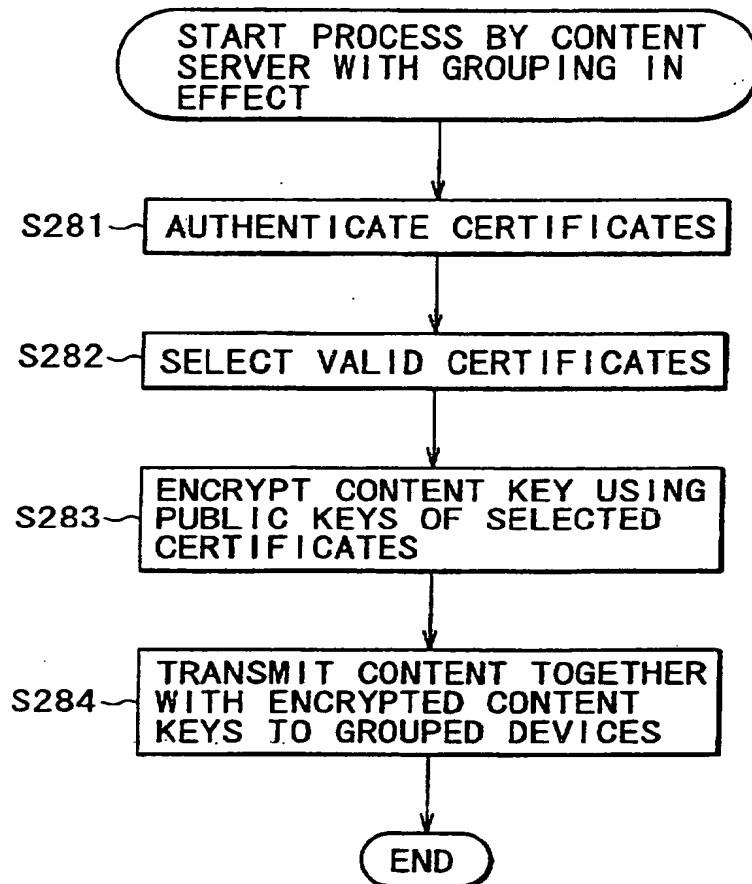 START PROCESS BY CONTENT
SERVER WITH GROUPING IN
EFFECT
S281
AUTHENTICATE CERTIFICATES
S282
SELECT VALID CERTIFICATES
S283
ENCRYPT CONTENT KEY USING
PUBLIC KEYS OF SELECTED
CERTIFICATES
S284
TRANSMIT CONTENT TOGETHER
WITH ENCRYPTED CONTENT
KEYS TO GROUPED DEVICES
END